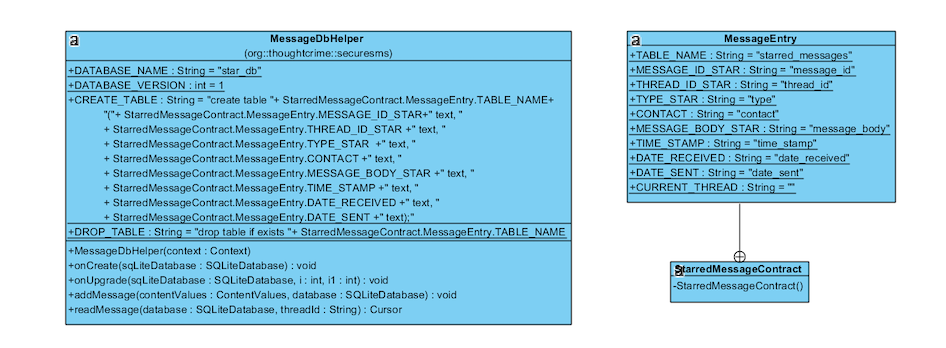 a
MessageDbHelper
(org::thoughtcrime::securesms)
+DATABASE_NAME : String = "star_db"
+DATABASE_VERSION : int = 1
+CREATE_TABLE : String = "create table "+ StarredMessageContract.MessageEntry.TABLE_NAME+
"("+ StarredMessageContract.MessageEntry.MESSAGE_ID_STAR+" text, "
+ StarredMessageContract.MessageEntry.THREAD_ID_STAR +" text, "
+ StarredMessageContract.MessageEntry.TYPE_STAR +" text, "
+ StarredMessageContract.MessageEntry.CONTACT +" text, "
+ StarredMessageContract.MessageEntry.MESSAGE_BODY_STAR +" text, "
+ StarredMessageContract.MessageEntry.TIME_STAMP +" text, "
+ StarredMessageContract.MessageEntry.DATE_RECEIVED +" text, "
+ StarredMessageContract.MessageEntry.DATE_SENT +" text);"
+DROP_TABLE : String = "drop table if exists "+ StarredMessageContract.MessageEntry.TABLE_NAME
+MessageDbHelper(context : Context)
+onCreate(sqLiteDatabase : SQLiteDatabase) : void
+onUpgrade(sqLiteDatabase : SQLiteDatabase, i : int, i1 : int) : void
+addMessage(contentValues : ContentValues, database : SQLiteDatabase) : void
+readMessage(database : SQLiteDatabase, threadId : String) : Cursor
a
MessageEntry
+TABLE_NAME : String = "starred_messages"
+MESSAGE_ID_STAR : String = "message_id"
+THREAD_ID_STAR : String = "thread_id"
+TYPE_STAR : String = "type"
+CONTACT : String = "contact"
+MESSAGE_BODY_STAR : String = "message_body"
+TIME_STAMP : String = "time_stamp"
+DATE_RECEIVED : String = "date_received"
+DATE_SENT : String = "date_sent"
+CURRENT_THREAD : String = ""
StarredMessageContract
a
-StarredMessageContract()